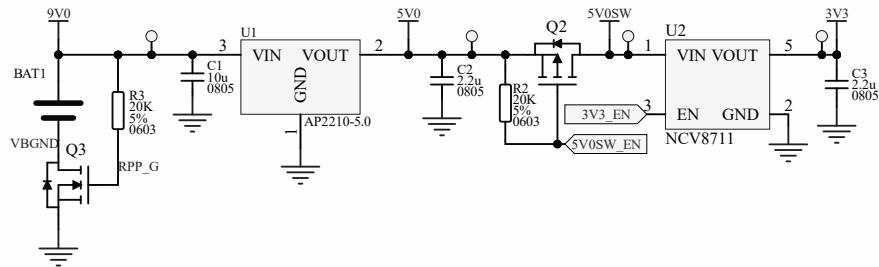 9V0
5V0
5V0SW
3V3
U1
Q2
U2
3
VIN
VOUT
2
1
VIN
VOUT
5
BAT1
R3
20K
5%
0603
C1
10u
0805
GND
1
AP2210-5.0
C2
2.2u
0805
R2
20K
5%
0603
3V3_EN
3
EN
GND
2
NCV8711
C3
2.2u
0805
VBGND
Q3
RPP_G
5V0SW_EN